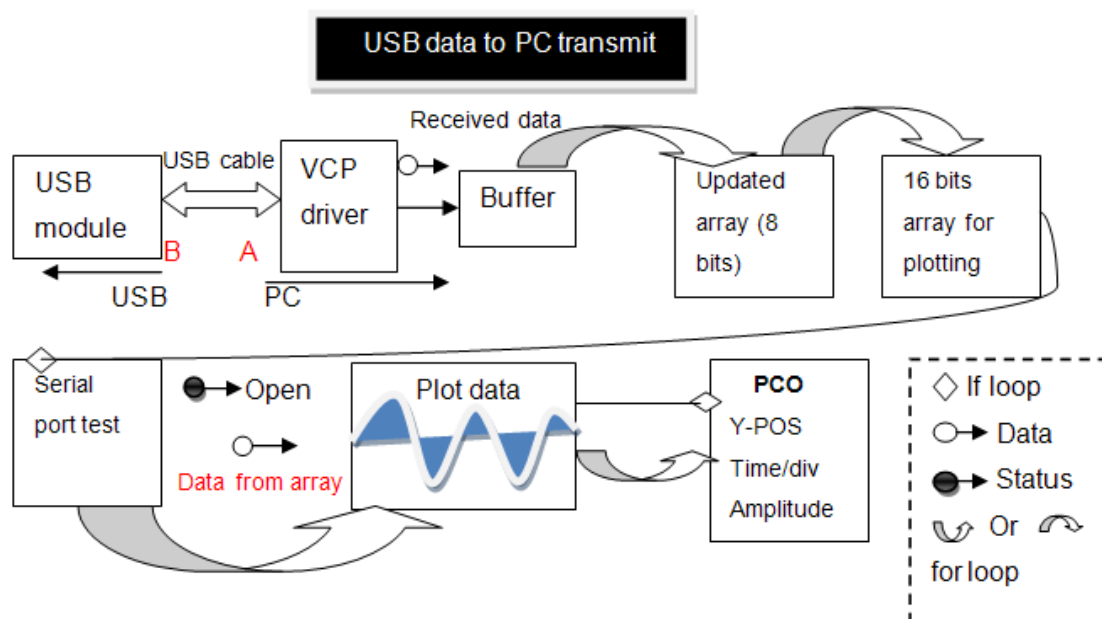 USB data to PC transmit
Received data
USB cable
USB
module
VCP
driver
Buffer
Updated
array (8
bits)
16 bits
array for
plotting
B
A
USB
PC
Serial
port test
Open
Data from array
Plot data
PCO
Y-POS
Time/div
Amplitude
If loop
Data
Status
Or
for loop